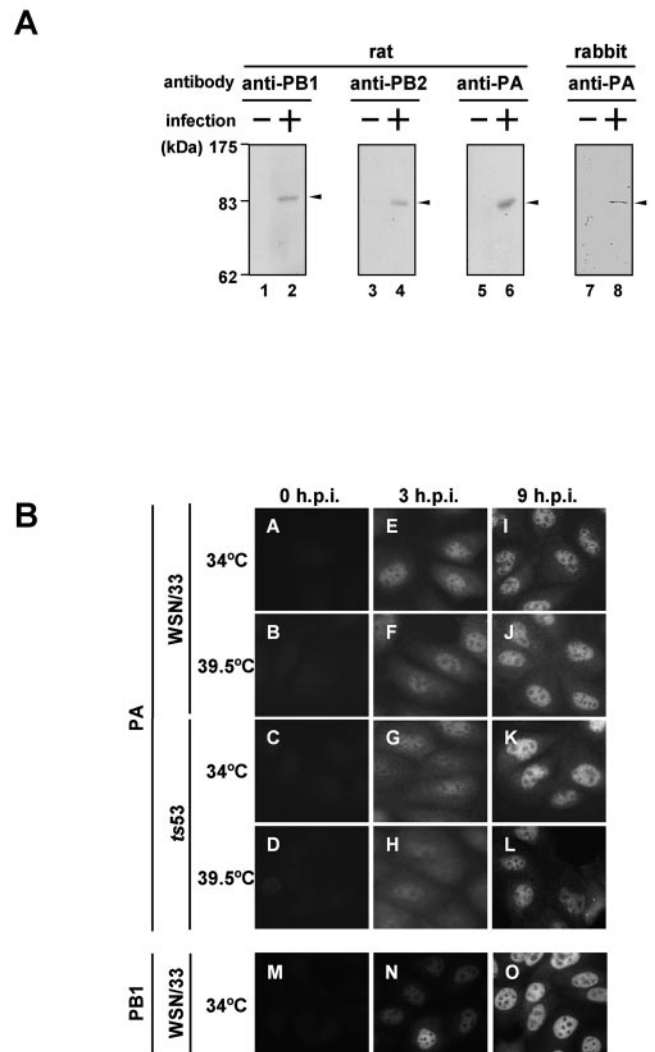 A
rat rabbit
antibody anti-PB1 anti-PB2 anti-PA anti-PA
infection − + − + − + − +
(kDa) 175
83
62
1 2 3 4 5 6 7 8
B
0 h.p.i. 3 h.p.i. 9 h.p.i.
PA
WSN/33
34ºC
A E I
39.5ºC
B F J
ts53
34ºC
C G K
39.5ºC
D H L
PB1
WSN/33
34ºC
M N O